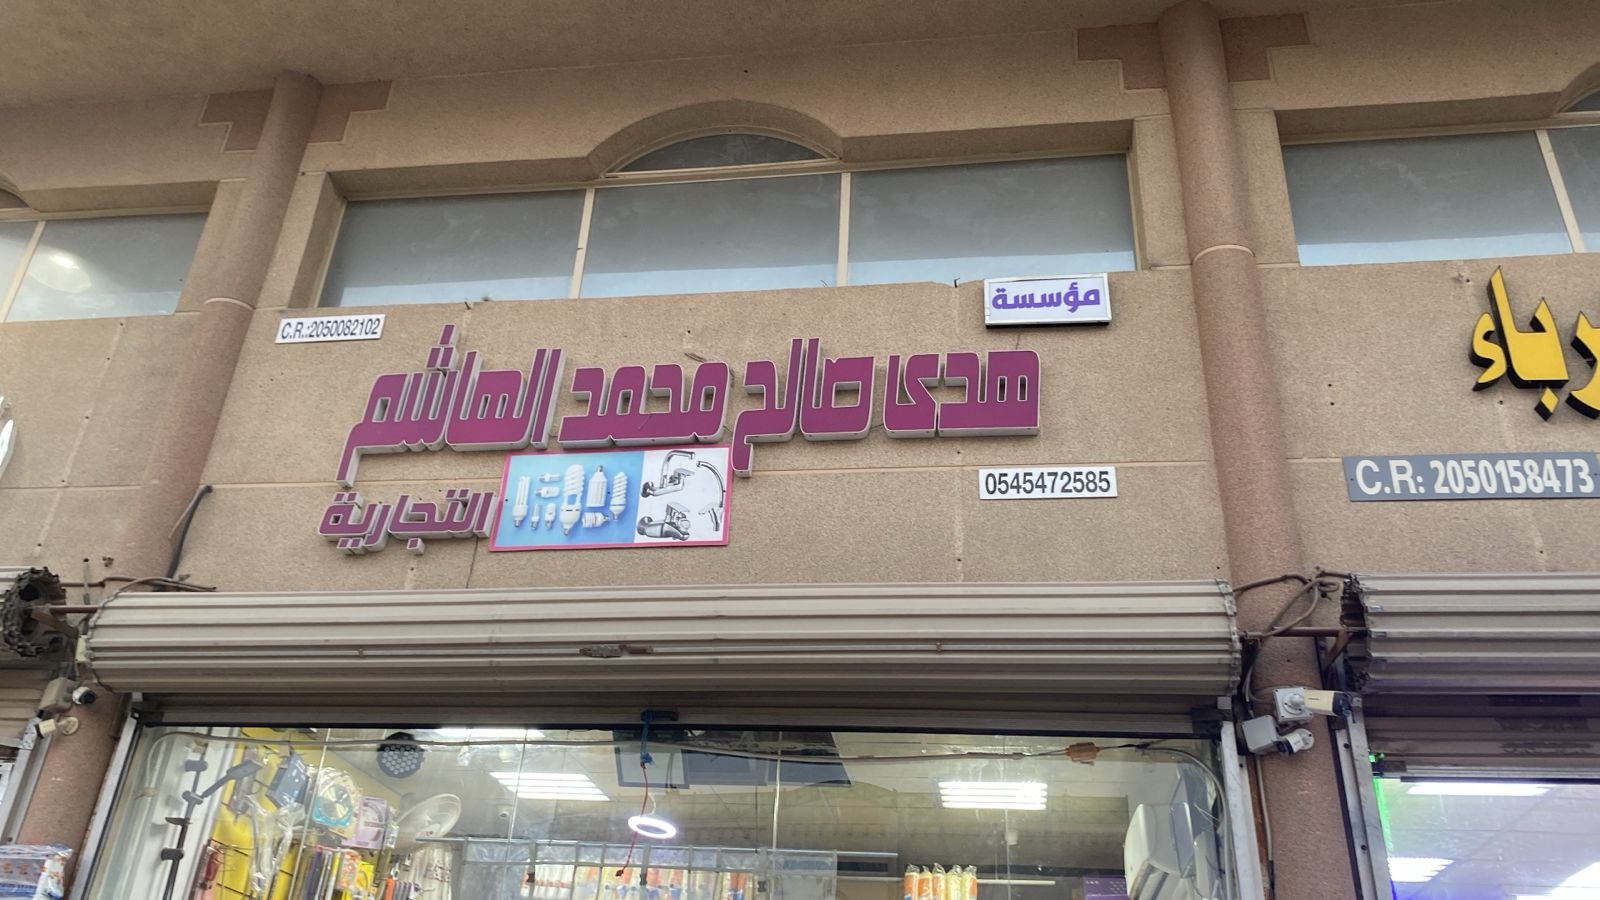 مؤسسة
C.R.:2050082102
هدى صالح محمد الهاشم
0545472585
التجارية
C.R: 2050158473